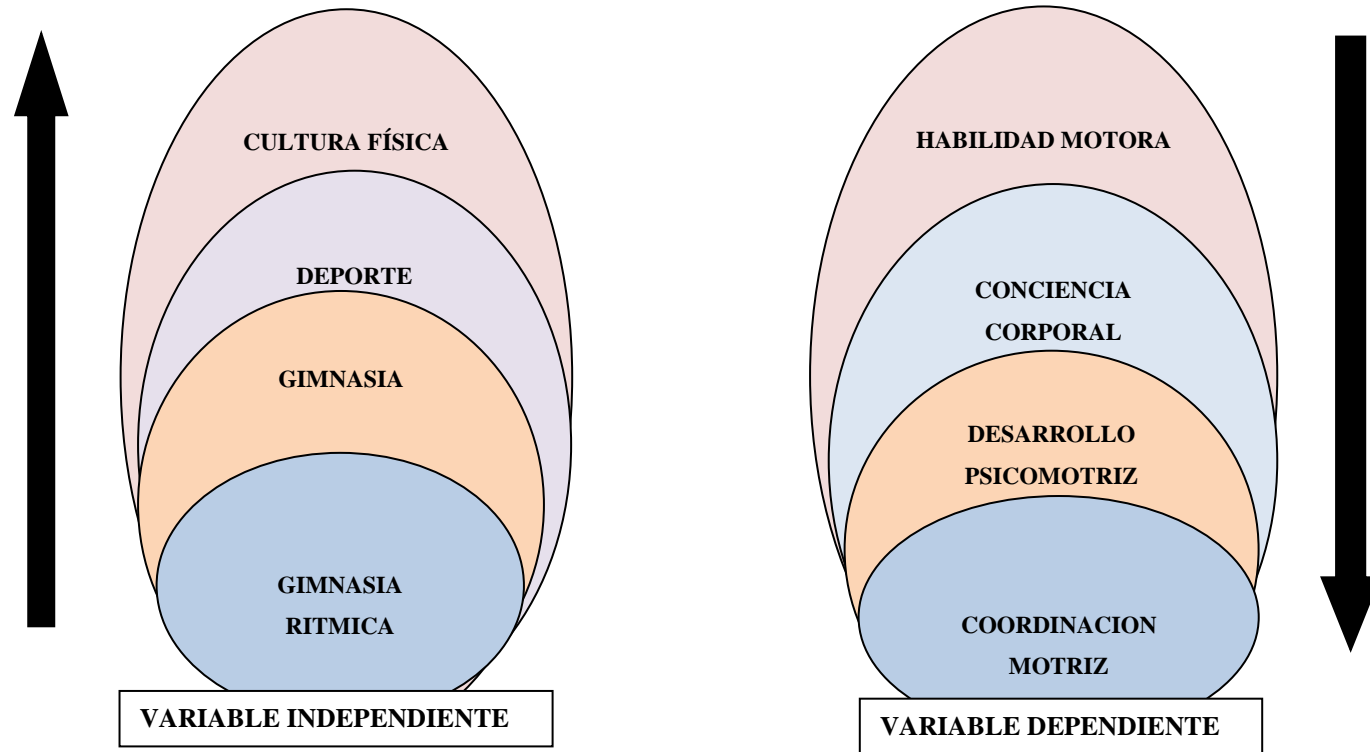 CULTURA FÍSICA
DEPORTE
GIMNASIA
GIMNASIA
RITMICA
VARIABLE INDEPENDIENTE
HABILIDAD MOTORA
CONCIENCIA
CORPORAL
DESARROLLO
PSICOMOTRIZ
COORDINACION
MOTRIZ
VARIABLE DEPENDIENTE